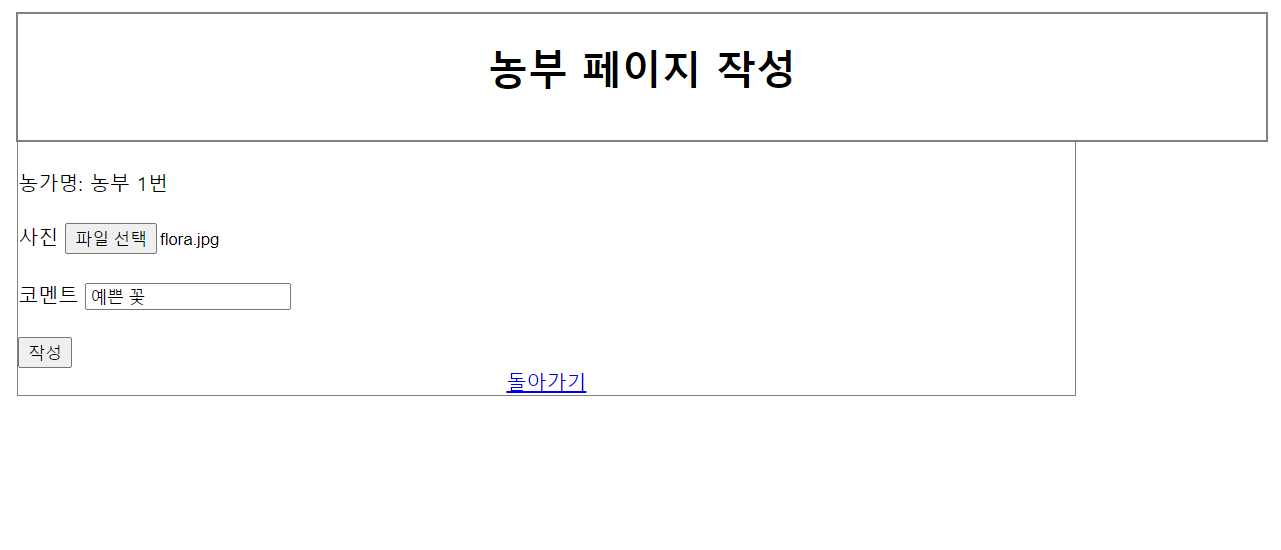 농부 페이지 작성
농가명: 농부 1번
사진 파일 선택 flora.jpg
코멘트 예쁜 꽃
작성
돌아가기